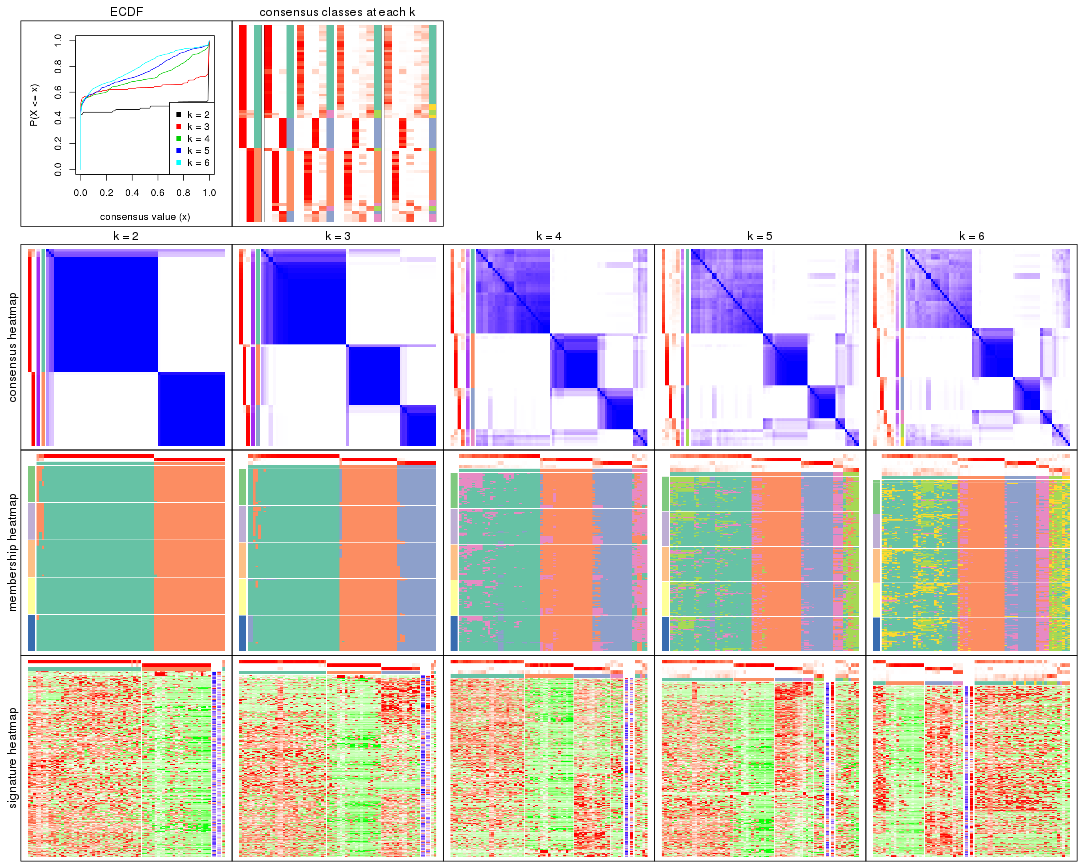 ECDF
consensus classes at each k
P(X <= x)
0.0 0.2 0.4 0.6 0.8 1.0
k = 2
k = 3
k = 4
k = 5
k = 6
0.0 0.2 0.4 0.6 0.8 1.0
consensus value (x)
k = 2 k = 3 k = 4 k = 5 k = 6
consensus heatmap
membership heatmap
signature heatmap